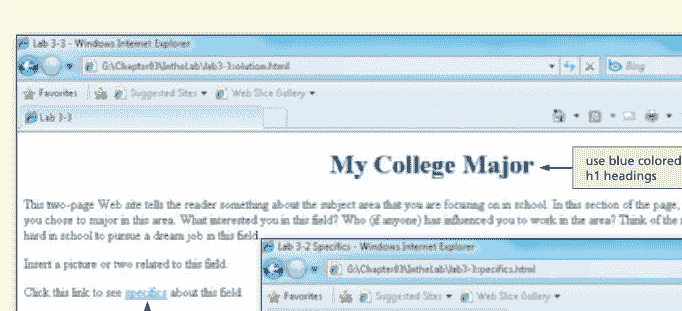 Lab 3-3 - Windows Internet Explorer
G:\Chapter03\IntheLab\lab3-3solution.html
Bing
Favorites Suggested Sites Web Slice Gallery
Lab 3-3
My College Major
use blue colored
h1 headings
This two-page Web site tells the reader something about the subject area that you are focusing on in school. In this section of the page,
you chose to major in this area. What interested you in this field? Who (if anyone) has influenced you to work in the area? Think of the
hard in school to pursue a dream job in this field.
Insert a picture or two related to this field.
Click this link to see specifics about this field
Lab 3-2 Specifics - Windows Internet Explorer
G:\Chapter03\IntheLab\lab3-3specifics.html
Favorites Suggested Sites Web Slice Gallery